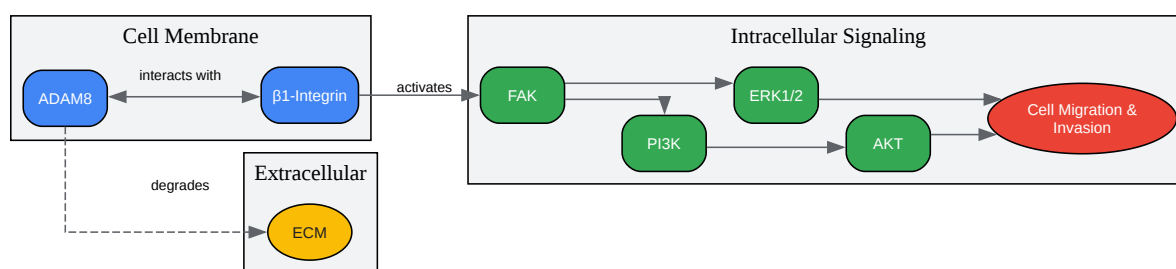 Cell Membrane
interacts with
ADAM8
β1-Integrin
activates
degrades
Extracellular
ECM
Intracellular Signaling
FAK
ERK1/2
PI3K
AKT
Cell Migration &
Invasion